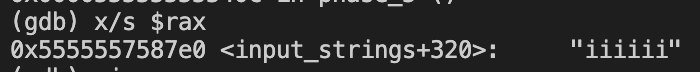 (gdb) x/s $rax
0x5555557587e0 <input_strings+320>: "iiiiii"